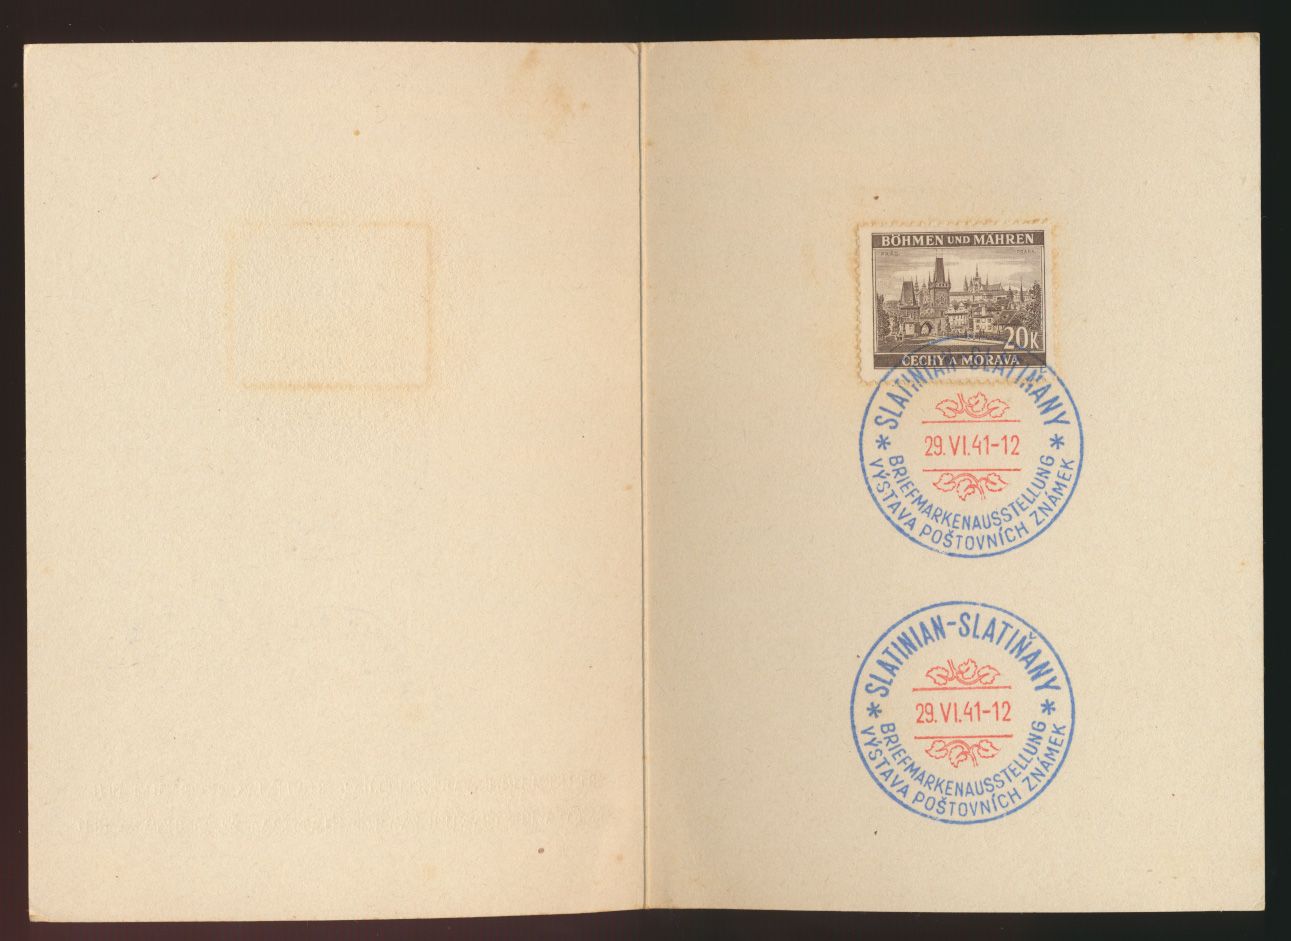 BÖHMEN UND MÄHREN
PRAG PRAHA
20K
ČECHY A MORAVA
SLATINIAN-SLATIŇANY
29.VI.41-12
* BRIEFMARKENAUSSTELLUNG *
VÝSTAVA POŠTOVNÍCH ZNÁMEK
SLATINIAN-SLATIŇANY
29.VI.41-12
* BRIEFMARKENAUSSTELLUNG *
VÝSTAVA POŠTOVNÍCH ZNÁMEK